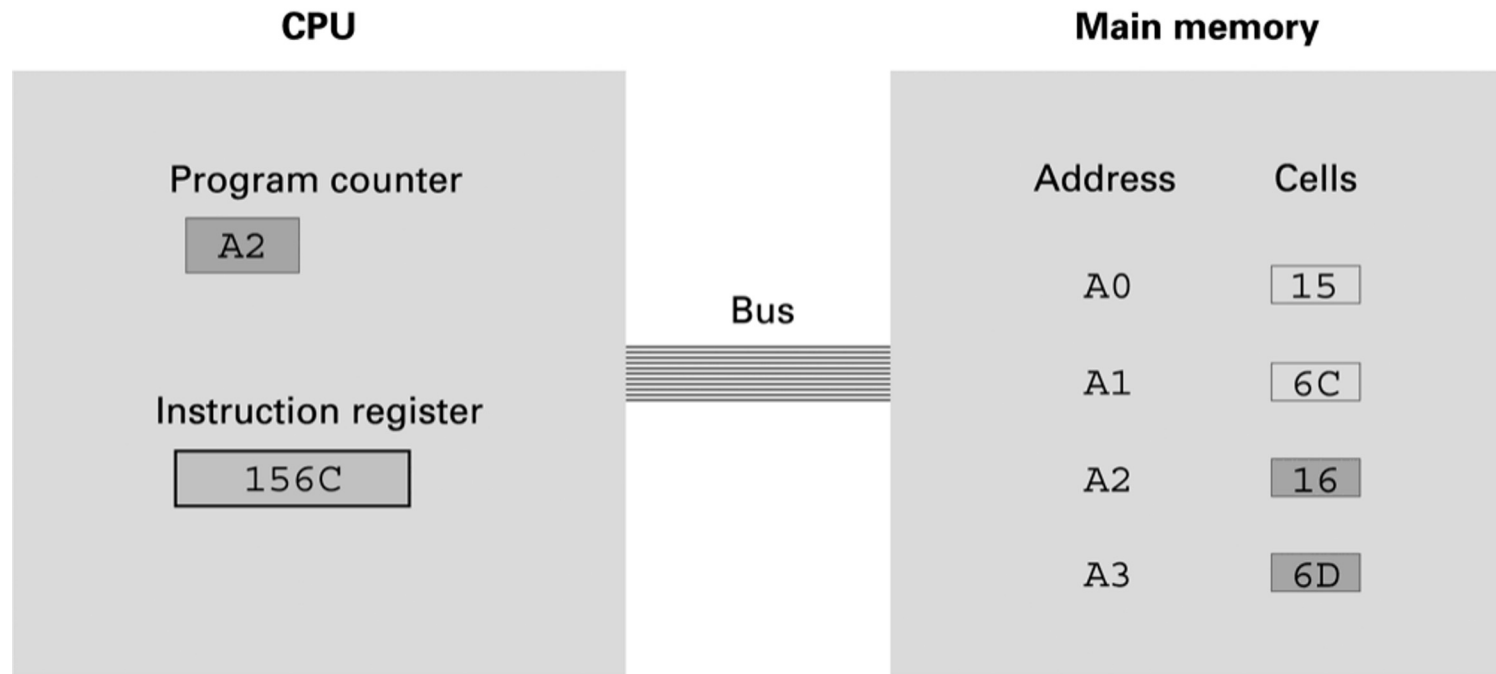 CPU
Main memory
Program counter
A2
Instruction register
156C
Bus
Address Cells
A0 15
A1 6C
A2 16
A3 6D